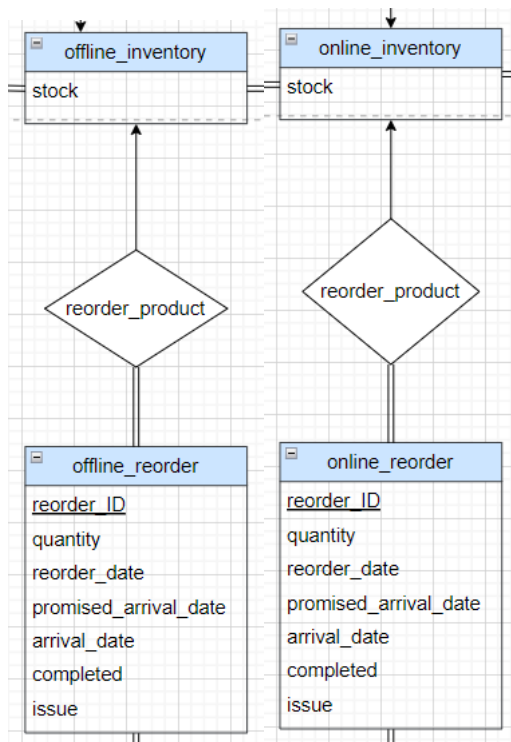 offline_inventory
stock
reorder_product
offline_reorder
reorder_ID
quantity
reorder_date
promised_arrival_date
arrival_date
completed
issue
online_inventory
stock
reorder_product
online_reorder
reorder_ID
quantity
reorder_date
promised_arrival_date
arrival_date
completed
issue